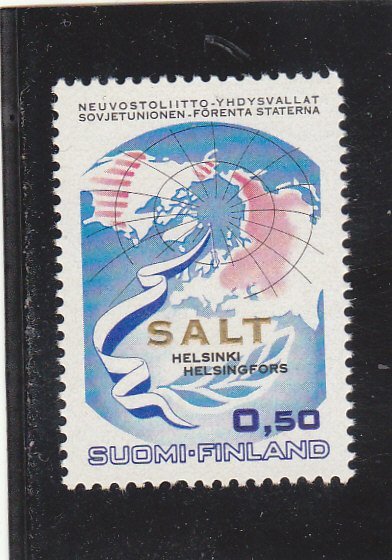 NEUVOSTOLIITTO-YHDYSVALLAT
SOVJETUNIONEN-FÖRENTA STATERNA
SALT
HELSINKI
HELSINGFORS
0,50
SUOMI-FINLAND